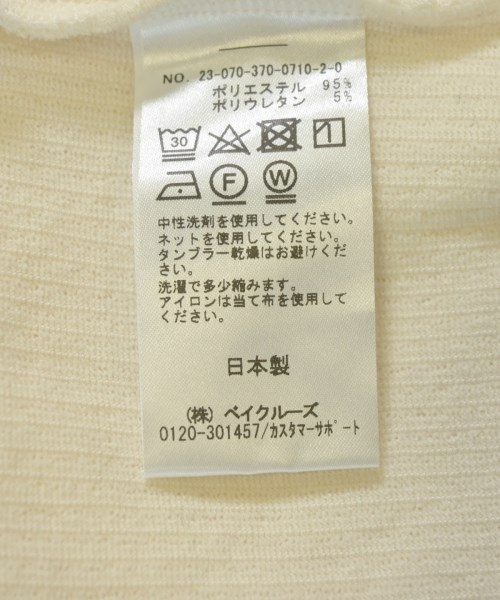 NO. 23-070-370-0710-2-0
ポリエステル 95%
ポリウレタン 5%
30
F W
中性洗剤を使用してください。
ネットを使用してください。
タンブラー乾燥はお避けくだ
さい。
洗濯で多少縮みます。
アイロンは当て布を使用して
ください。
日本製
(株) ベイクルーズ
0120-301457/カスタマーサポート